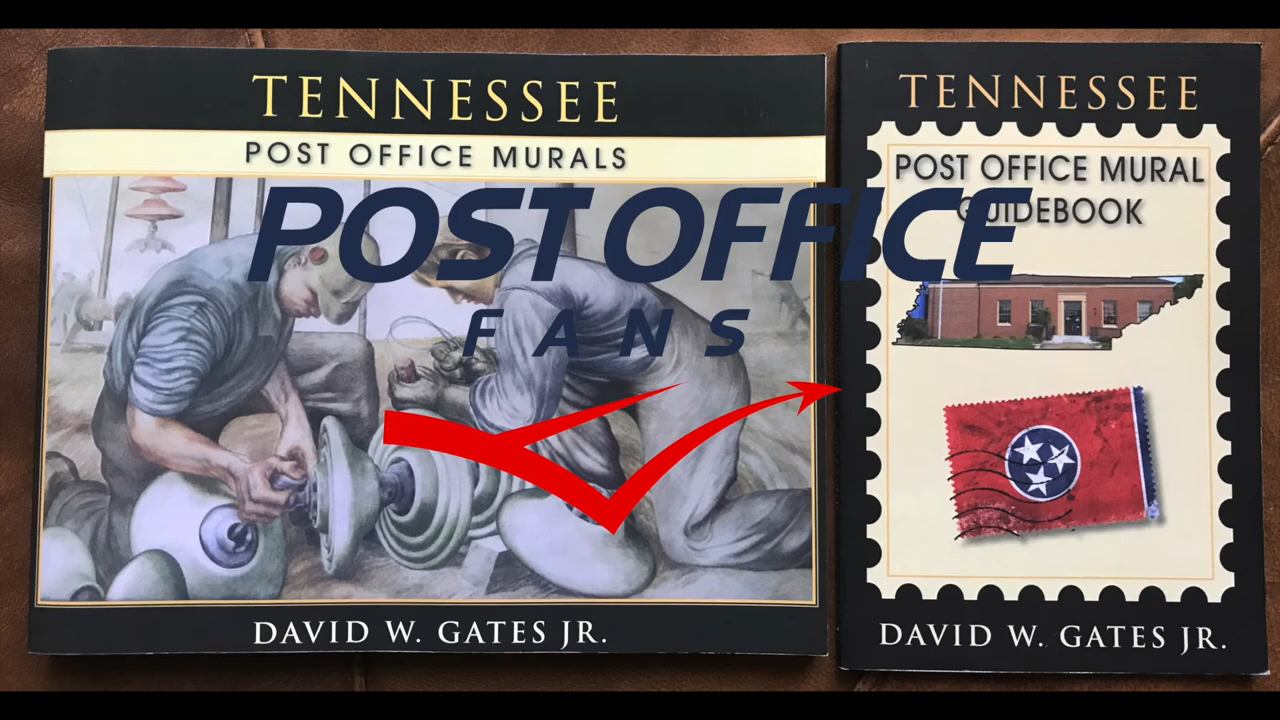 TENNESSEE
POST OFFICE MURALS
DAVID W. GATES JR.
TENNESSEE
POST OFFICE MURAL
GUIDEBOOK
DAVID W. GATES JR.
POST OFFICE
FANS